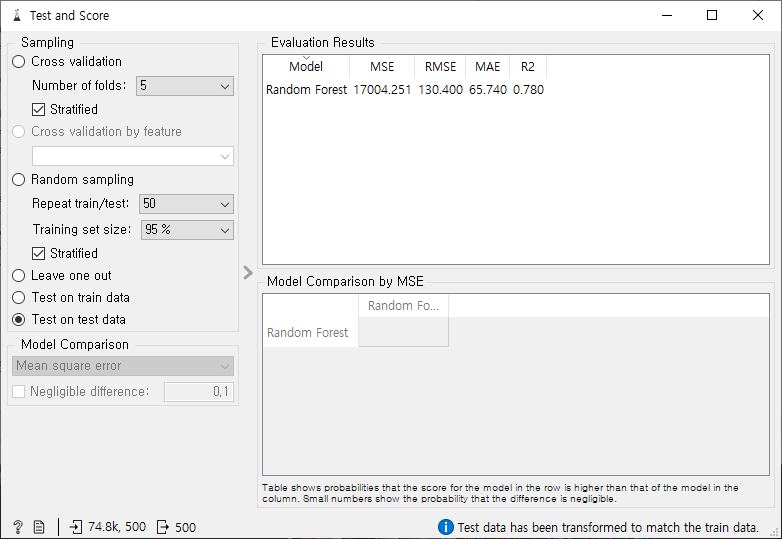 Test and Score
Sampling
Cross validation
Number of folds: 5
Stratified
Cross validation by feature
Random sampling
Repeat train/test: 50
Training set size: 95 %
Stratified
Leave one out
Test on train data
Test on test data
Model Comparison
Mean square error
Negligible difference: 0,1
Evaluation Results
Model MSE RMSE MAE R2
Random Forest 17004.251 130.400 65.740 0.780
Model Comparison by MSE
Random Fo...
Random Forest
Table shows probabilities that the score for the model in the row is higher than that of the model in the
column. Small numbers show the probability that the difference is negligible.
? 74.8k, 500 500
Test data has been transformed to match the train data.